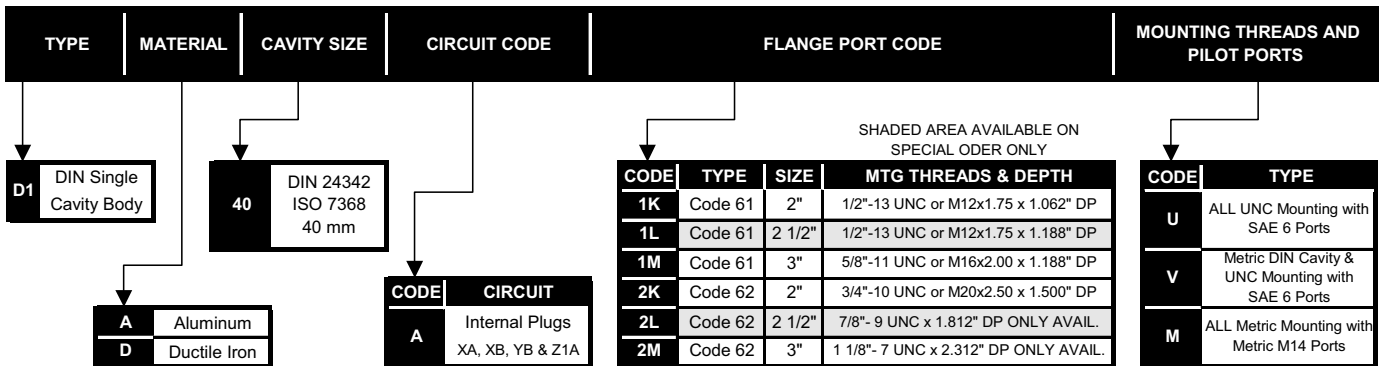 TYPE
MATERIAL
CAVITY SIZE
CIRCUIT CODE
FLANGE PORT CODE
MOUNTING THREADS AND
PILOT PORTS
D1
DIN Single
Cavity Body
A Aluminum
D Ductile Iron
40
DIN 24342
ISO 7368
40 mm
CODE CIRCUIT
A
Internal Plugs
XA, XB, YB & Z1A
SHADED AREA AVAILABLE ON
SPECIAL ODER ONLY
CODE TYPE SIZE MTG THREADS & DEPTH
1K Code 61 2" 1/2"-13 UNC or M12x1.75 x 1.062" DP
1L Code 61 2 1/2" 1/2"-13 UNC or M12x1.75 x 1.188" DP
1M Code 61 3" 5/8"-11 UNC or M16x2.00 x 1.188" DP
2K Code 62 2" 3/4"-10 UNC or M20x2.50 x 1.500" DP
2L Code 62 2 1/2" 7/8"- 9 UNC x 1.812" DP ONLY AVAIL.
2M Code 62 3" 1 1/8"- 7 UNC x 2.312" DP ONLY AVAIL.
CODE TYPE
U
ALL UNC Mounting with
SAE 6 Ports
V
Metric DIN Cavity &
UNC Mounting with
SAE 6 Ports
M
ALL Metric Mounting with
Metric M14 Ports